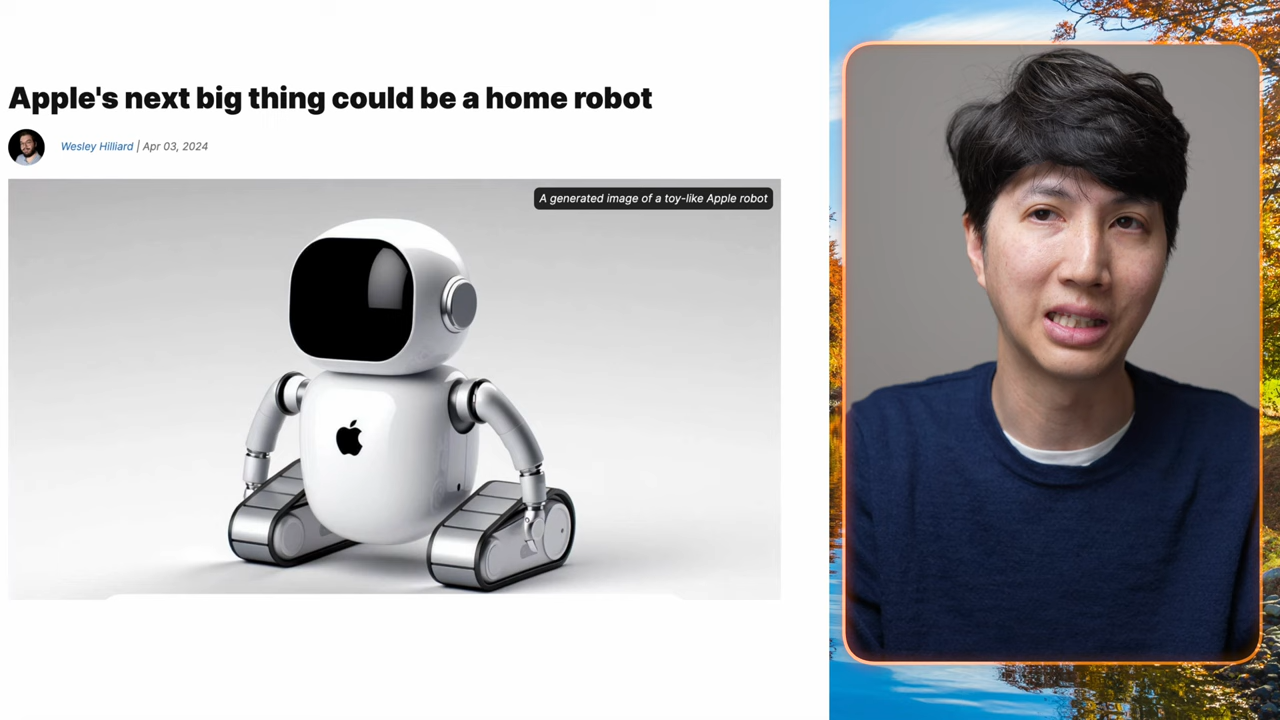 Apple's next big thing could be a home robot
Wesley Hilliard | Apr 03, 2024
A generated image of a toy-like Apple robot